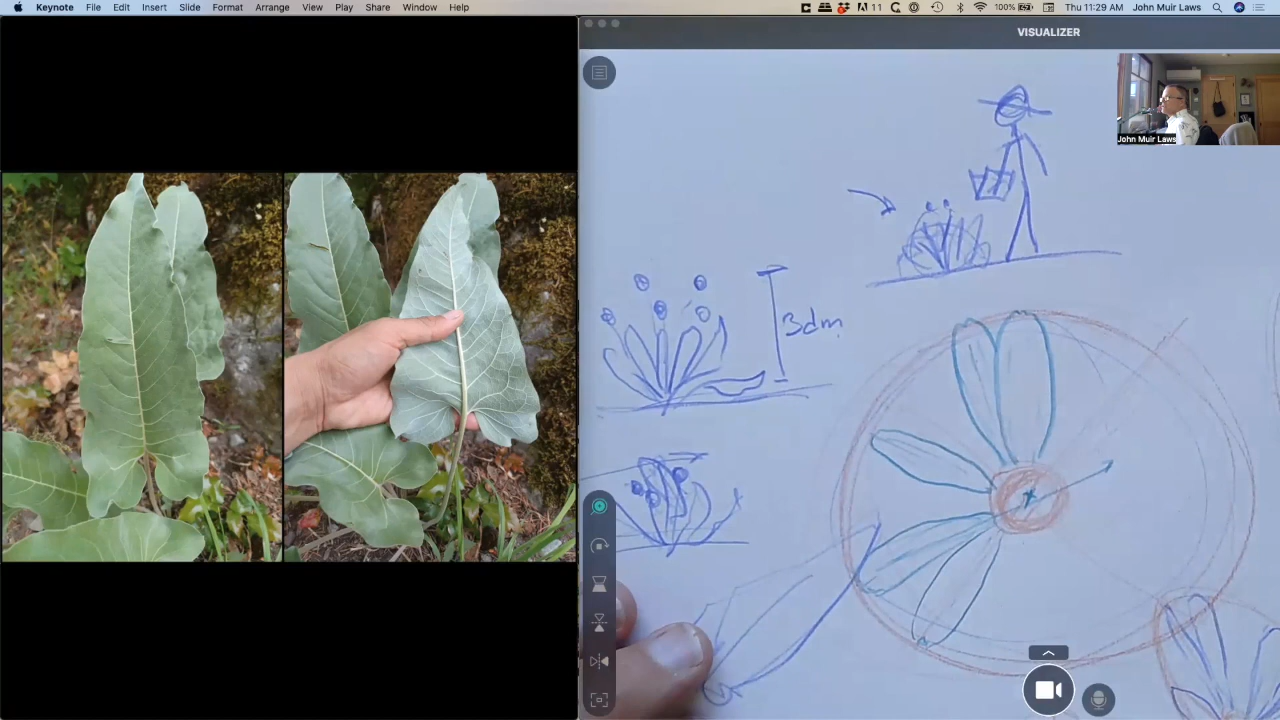 Keynote File Edit Insert Slide Format Arrange View Play Share Window Help
11 100% Thu 11:29 AM John Muir Laws
VISUALIZER
John Muir Laws
3dm